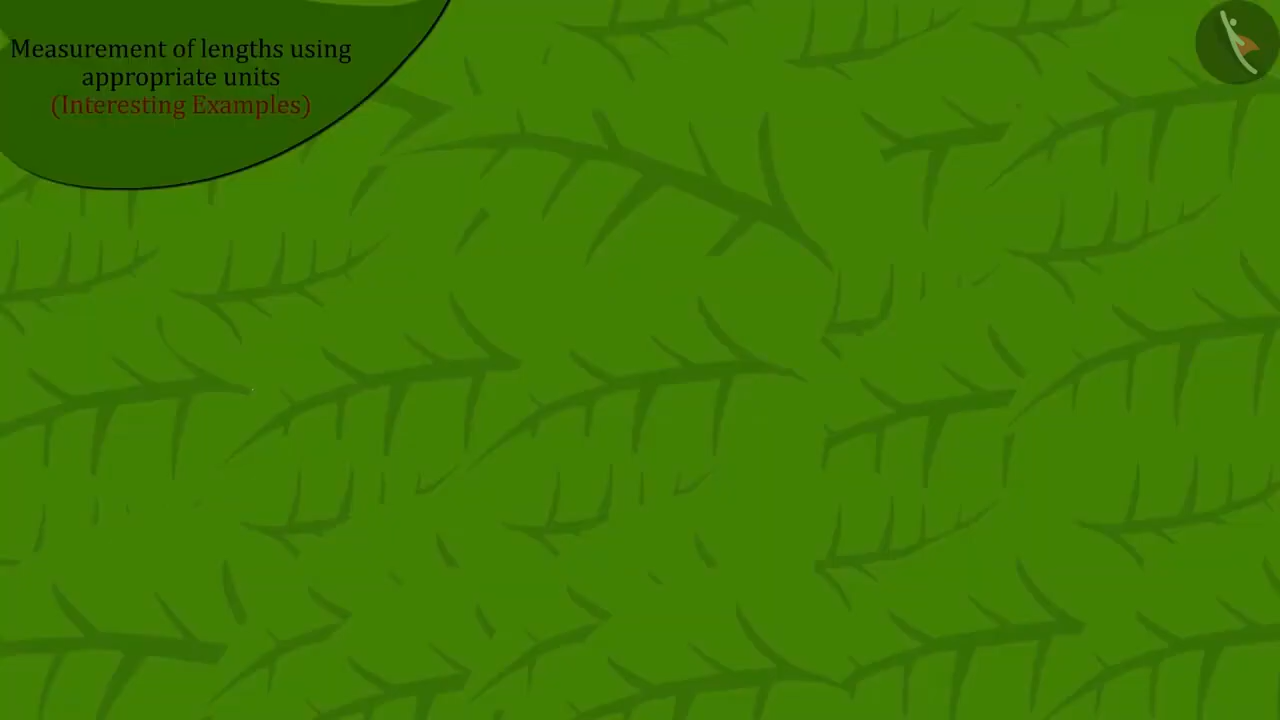 Measurement of lengths using
appropriate units
(Interesting Examples)